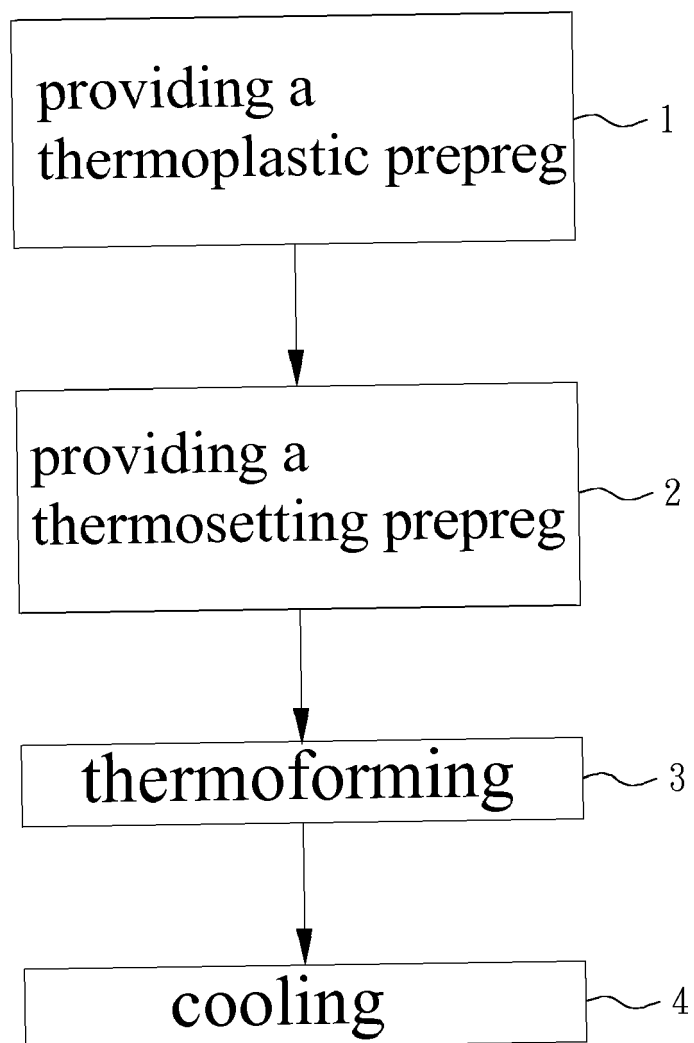 providing a
thermoplastic prepreg
1
providing a
thermosetting prepreg
2
thermoforming
3
cooling
4